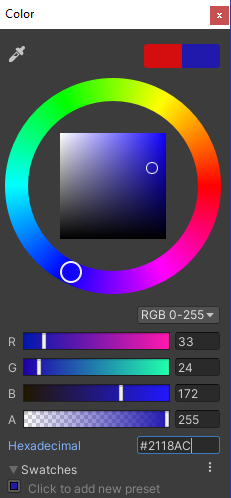 Color
x
RGB 0-255
R 33
G 24
B 172
A 255
Hexadecimal #2118AC
Swatches
Click to add new preset